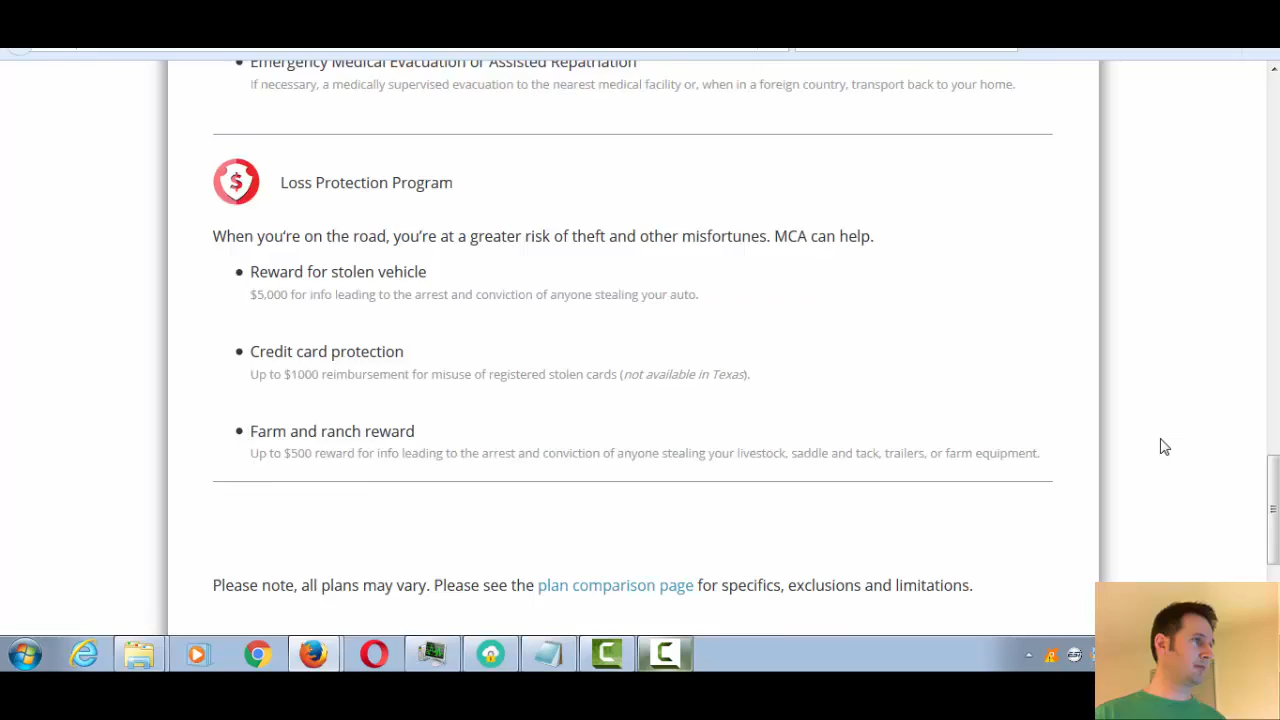 Emergency Medical Evacuation or Assisted Repatriation
If necessary, a medically supervised evacuation to the nearest medical facility or, when in a foreign country, transport back to your home.
$
Loss Protection Program
When you're on the road, you're at a greater risk of theft and other misfortunes. MCA can help.
Reward for stolen vehicle
$5,000 for info leading to the arrest and conviction of anyone stealing your auto.
Credit card protection
Up to $1000 reimbursement for misuse of registered stolen cards (not available in Texas).
Farm and ranch reward
Up to $500 reward for info leading to the arrest and conviction of anyone stealing your livestock, saddle and tack, trailers, or farm equipment.
Please note, all plans may vary. Please see the plan comparison page for specifics, exclusions and limitations.